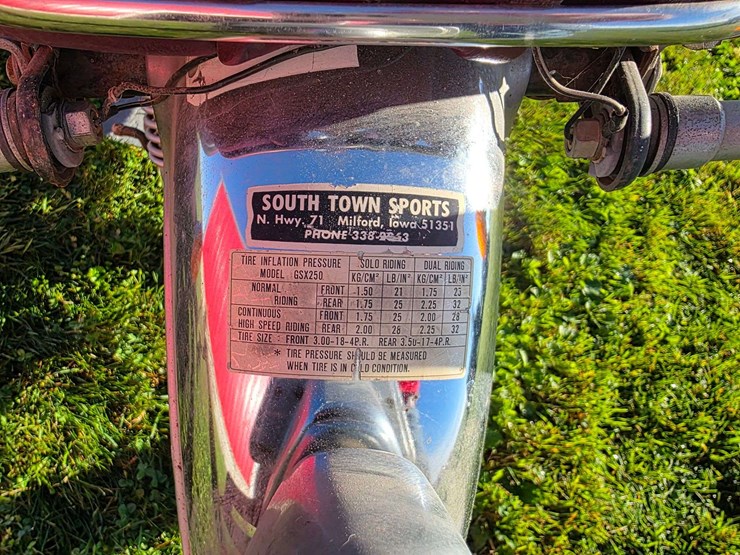 SOUTH TOWN SPORTS
N. Hwy. 71 Milford, Iowa 51351
PHONE
TIRE INFLATION PRESSURE SOLO RIDING DUAL RIDING
MODEL GSX250 KG/CM² LB/IN² KG/CM² LB/IN²
NORMAL FRONT 1.50 21 1.75 23
RIDING REAR 1.75 25 2.25 32
CONTINUOUS FRONT 1.75 25 2.00 28
HIGH SPEED RIDING REAR 2.00 28 2.25 32
TIRE SIZE : FRONT 3.00-18-4P.R. REAR 3.50-17-4P.R.
* TIRE PRESSURE SHOULD BE MEASURED
WHEN TIRE IS IN COLD CONDITION.